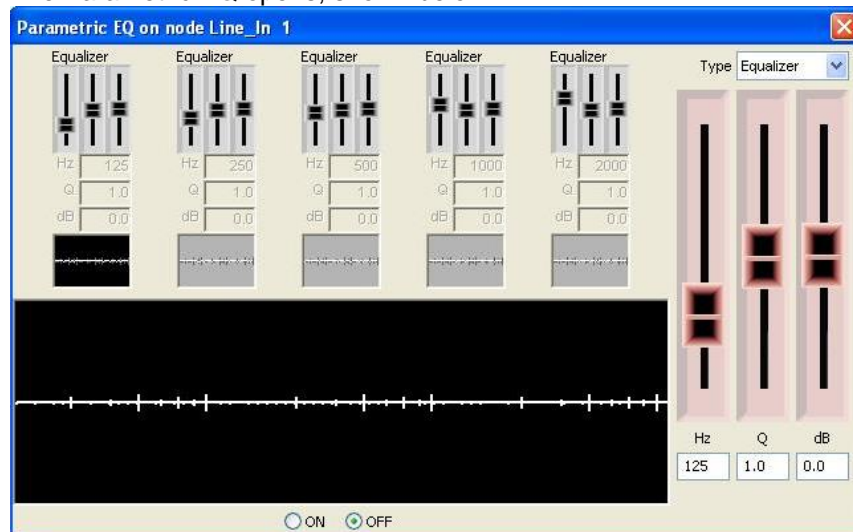 Parametric EQ on node Line_In 1
Equalizer Equalizer Equalizer Equalizer Equalizer
Type Equalizer
Hz 125 Hz 250 Hz 500 Hz 1000 Hz 2000
Q 1.0 Q 1.0 Q 1.0 Q 1.0 Q 1.0
dB 0.0 dB 0.0 dB 0.0 dB 0.0 dB 0.0
Hz Q dB
125 1.0 0.0
ON OFF